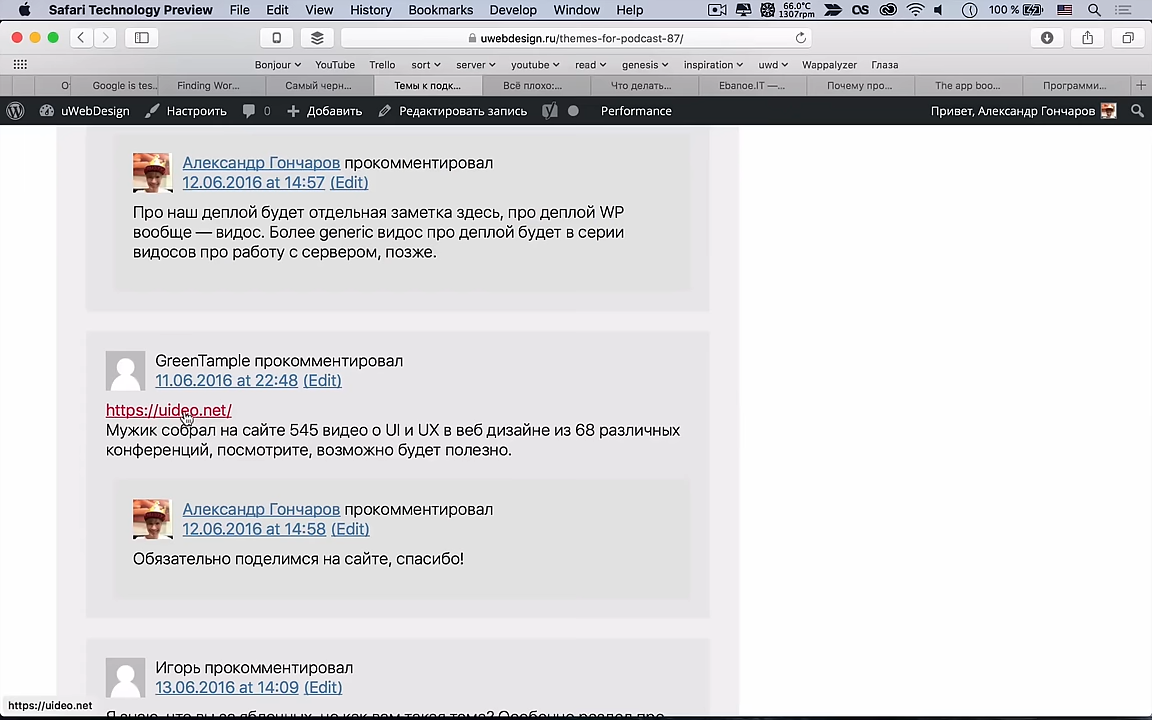 Safari Technology Preview File Edit View History Bookmarks Develop Window Help 66.0°C 1307rpm 100 %
uwebdesign.ru/themes-for-podcast-87/
Bonjour YouTube Trello sort server youtube read genesis inspiration uwd Wappalyzer Глаза
Google is tes... Finding Wor... Самый черн... Темы к подк... Всё плохо:... Что делать... Ebanoe.IT —... Почему про... The app boo... Программи...
uWebDesign Настроить 0 Добавить Редактировать запись Performance Привет, Александр Гончаров
Александр Гончаров прокомментировал
12.06.2016 at 14:57 (Edit)
Про наш деплой будет отдельная заметка здесь, про деплой WP
вообще — видос. Более generic видос про деплой будет в серии
видосов про работу с сервером, позже.
GreenTample прокомментировал
11.06.2016 at 22:48 (Edit)
https://uideo.net/
Мужик собрал на сайте 545 видео о UI и UX в веб дизайне из 68 различных
конференций, посмотрите, возможно будет полезно.
Александр Гончаров прокомментировал
12.06.2016 at 14:58 (Edit)
Обязательно поделимся на сайте, спасибо!
Игорь прокомментировал
13.06.2016 at 14:09 (Edit)
https://uideo.net